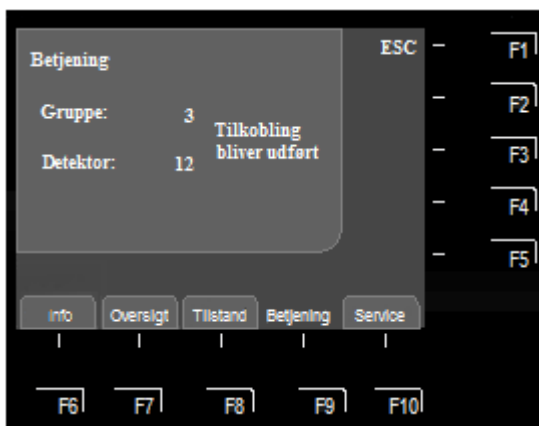 ESC
F1
Betjening
F2
Gruppe: 3
Tilkobling
bliver udført
F3
Detektor: 12
F4
F5
Info Oversigt Tilstand Betjening Service
F6 F7 F8 F9 F10